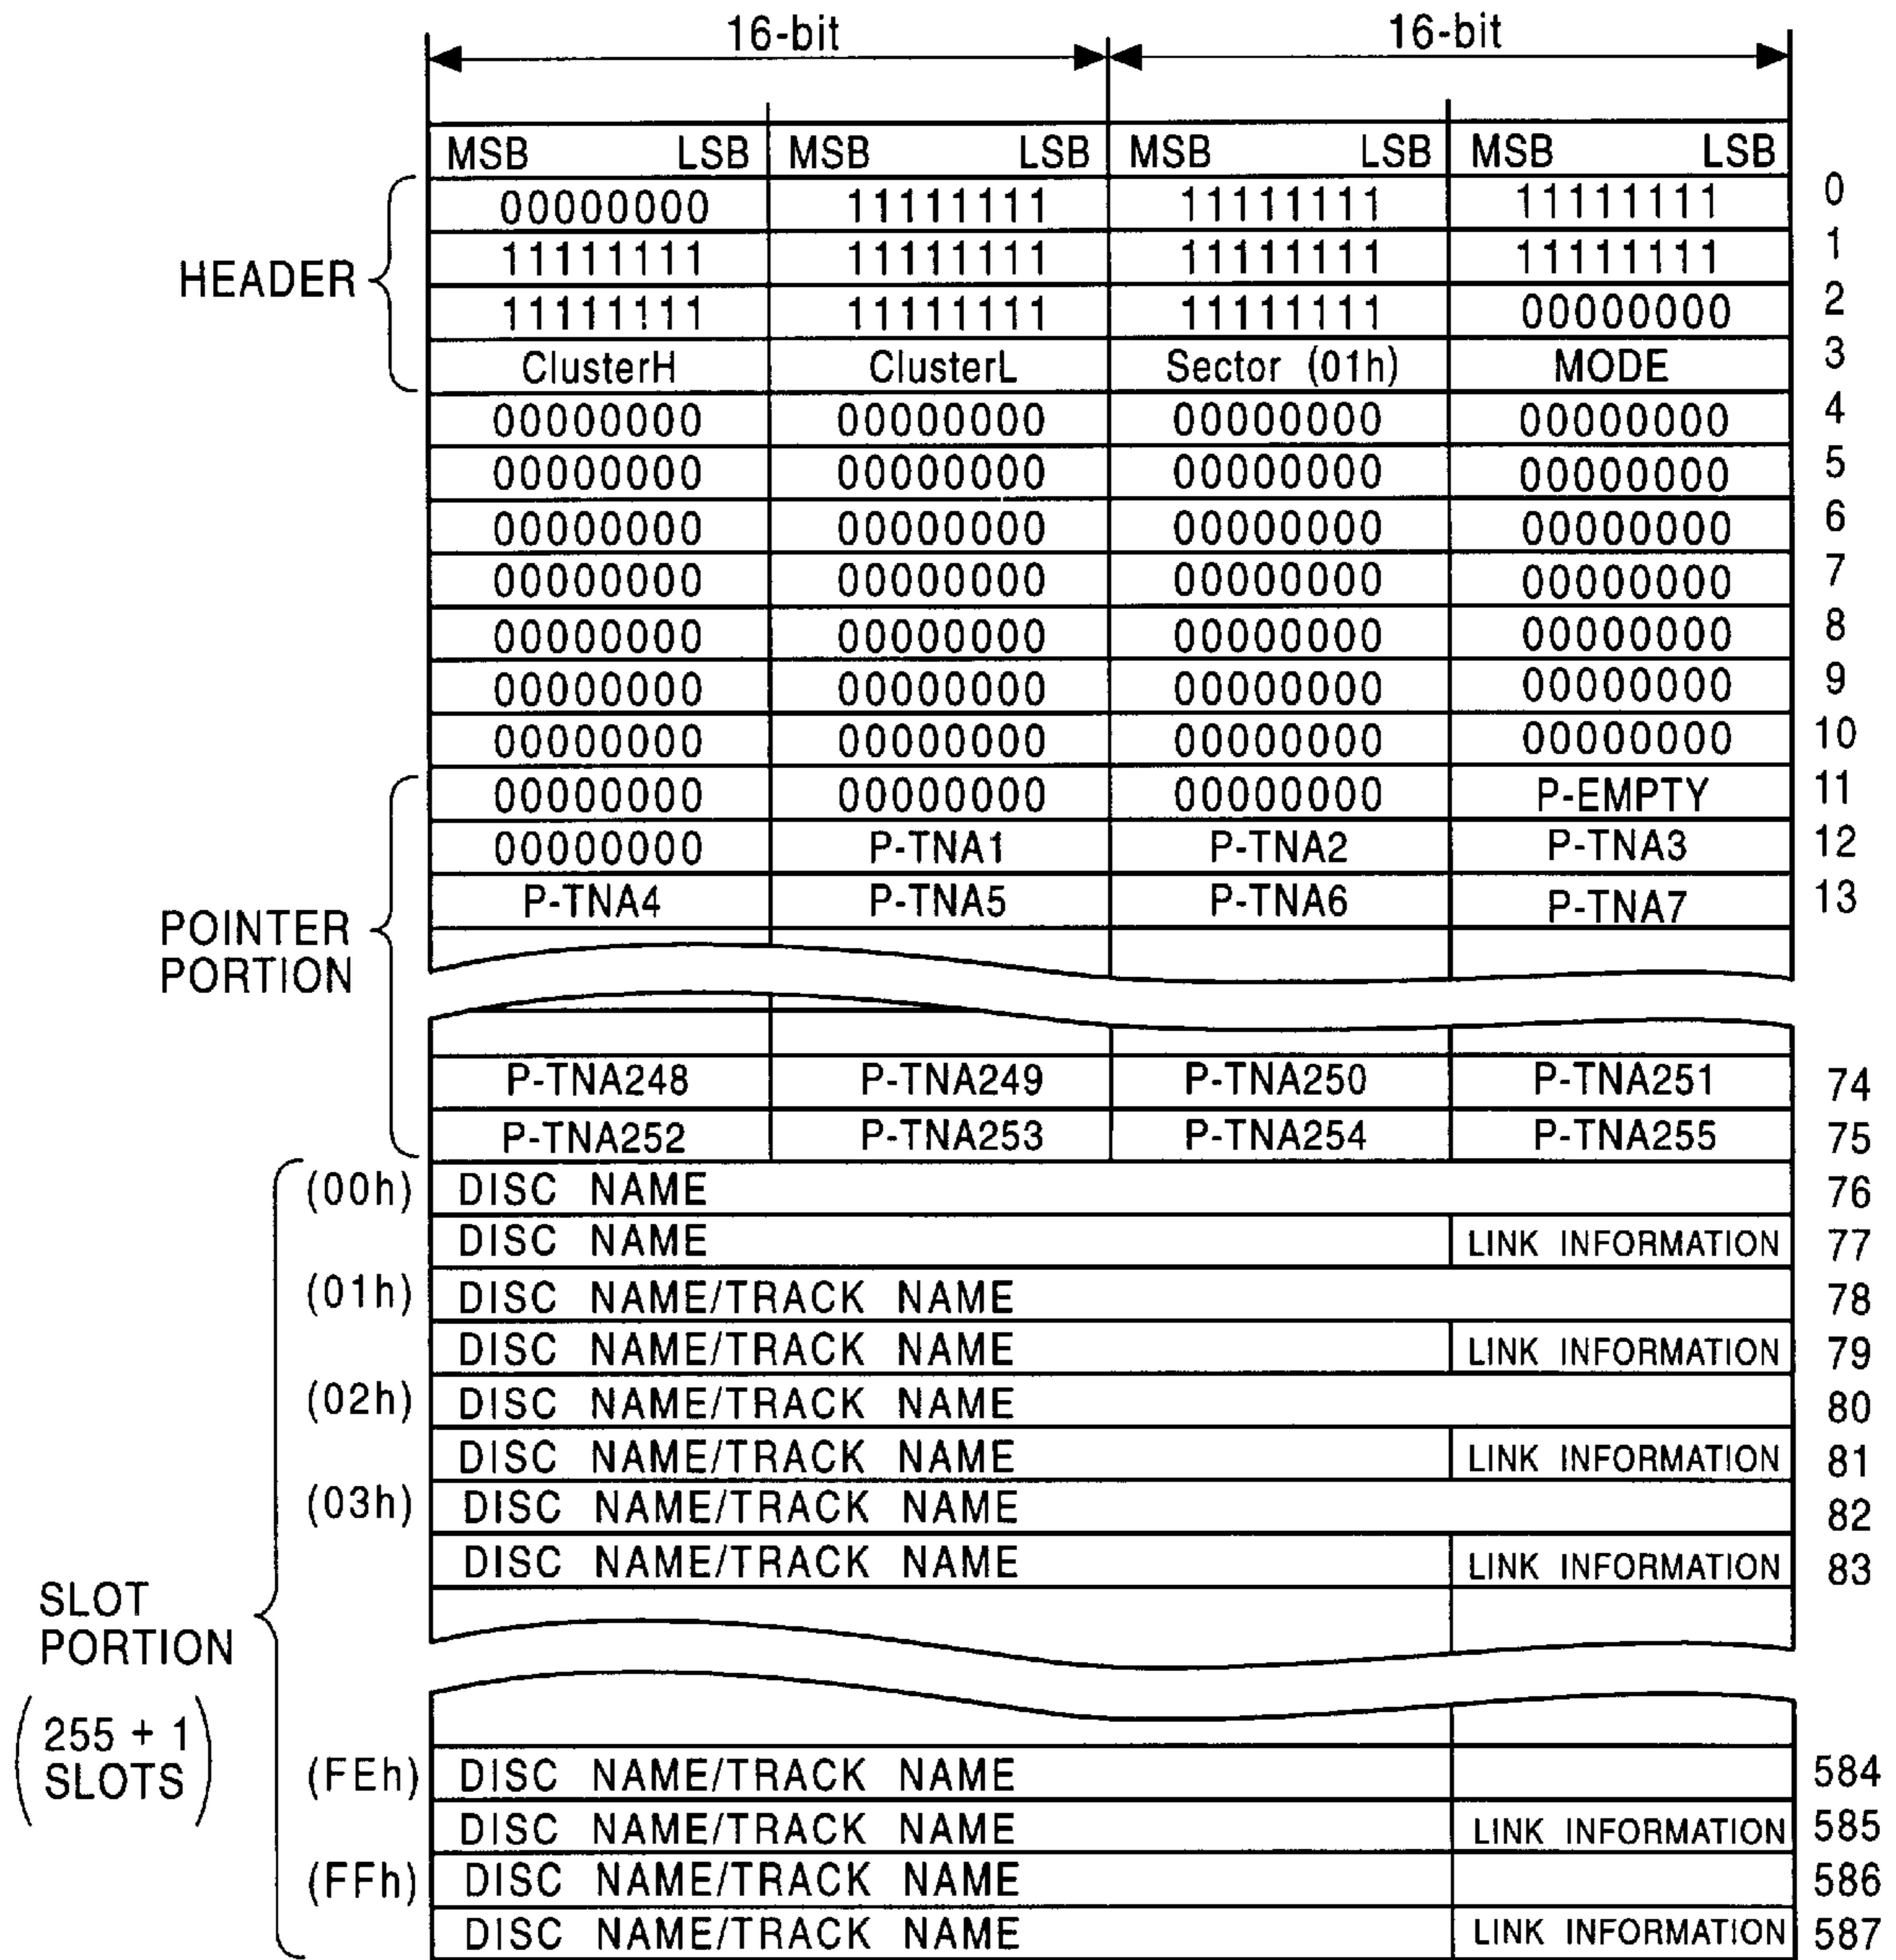 16-bit 16-bit
MSB LSB MSB LSB MSB LSB MSB LSB
00000000 11111111 11111111 11111111 0
11111111 11111111 11111111 11111111 1
HEADER
11111111 11111111 11111111 00000000 2
ClusterH ClusterL Sector (01h) MODE 3
00000000 00000000 00000000 00000000 4
00000000 00000000 00000000 00000000 5
00000000 00000000 00000000 00000000 6
00000000 00000000 00000000 00000000 7
00000000 00000000 00000000 00000000 8
00000000 00000000 00000000 00000000 9
00000000 00000000 00000000 00000000 10
00000000 00000000 00000000 P-EMPTY 11
00000000 P-TNA1 P-TNA2 P-TNA3 12
P-TNA4 P-TNA5 P-TNA6 P-TNA7 13
POINTER
PORTION
P-TNA248 P-TNA249 P-TNA250 P-TNA251 74
P-TNA252 P-TNA253 P-TNA254 P-TNA255 75
(00h) DISC NAME 76
DISC NAME LINK INFORMATION 77
(01h) DISC NAME/TRACK NAME 78
DISC NAME/TRACK NAME LINK INFORMATION 79
(02h) DISC NAME/TRACK NAME 80
DISC NAME/TRACK NAME LINK INFORMATION 81
(03h) DISC NAME/TRACK NAME 82
DISC NAME/TRACK NAME LINK INFORMATION 83
SLOT
PORTION
(255 + 1
SLOTS)
(FEh) DISC NAME/TRACK NAME 584
DISC NAME/TRACK NAME LINK INFORMATION 585
(FFh) DISC NAME/TRACK NAME 586
DISC NAME/TRACK NAME LINK INFORMATION 587